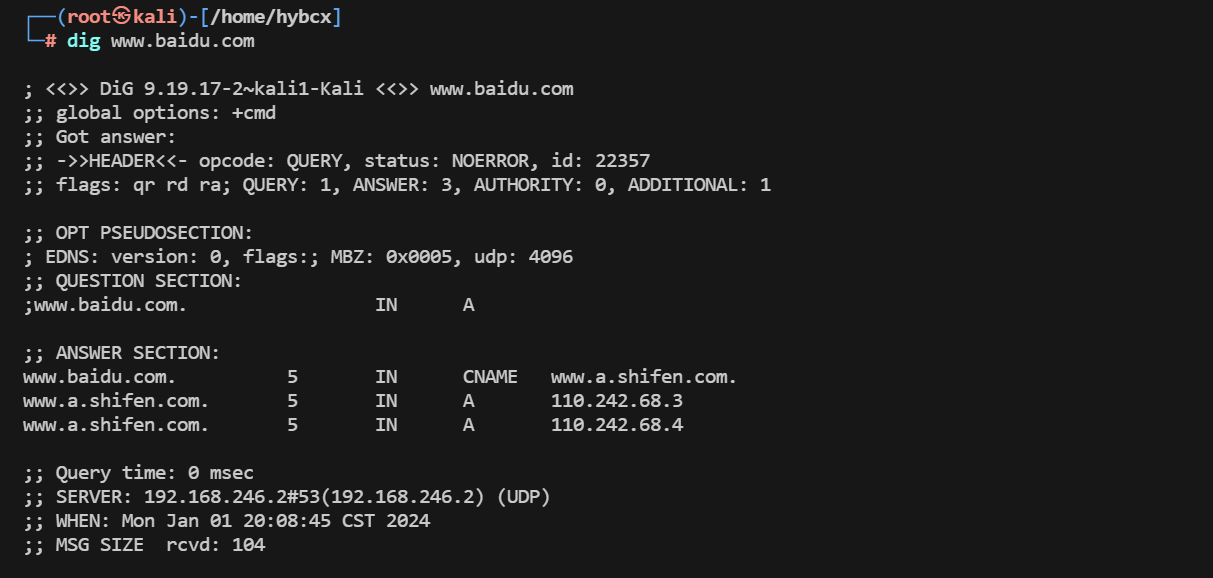 ┌──(root㉿kali)-[/home/hybcx]
└─# dig www.baidu.com

; <<>> DiG 9.19.17-2~kali1-Kali <<>> www.baidu.com
;; global options: +cmd
;; Got answer:
;; ->>HEADER<<- opcode: QUERY, status: NOERROR, id: 22357
;; flags: qr rd ra; QUERY: 1, ANSWER: 3, AUTHORITY: 0, ADDITIONAL: 1

;; OPT PSEUDOSECTION:
; EDNS: version: 0, flags:; MBZ: 0x0005, udp: 4096
;; QUESTION SECTION:
;www.baidu.com.                 IN      A

;; ANSWER SECTION:
www.baidu.com.          5       IN      CNAME   www.a.shifen.com.
www.a.shifen.com.       5       IN      A       110.242.68.3
www.a.shifen.com.       5       IN      A       110.242.68.4

;; Query time: 0 msec
;; SERVER: 192.168.246.2#53(192.168.246.2) (UDP)
;; WHEN: Mon Jan 01 20:08:45 CST 2024
;; MSG SIZE  rcvd: 104